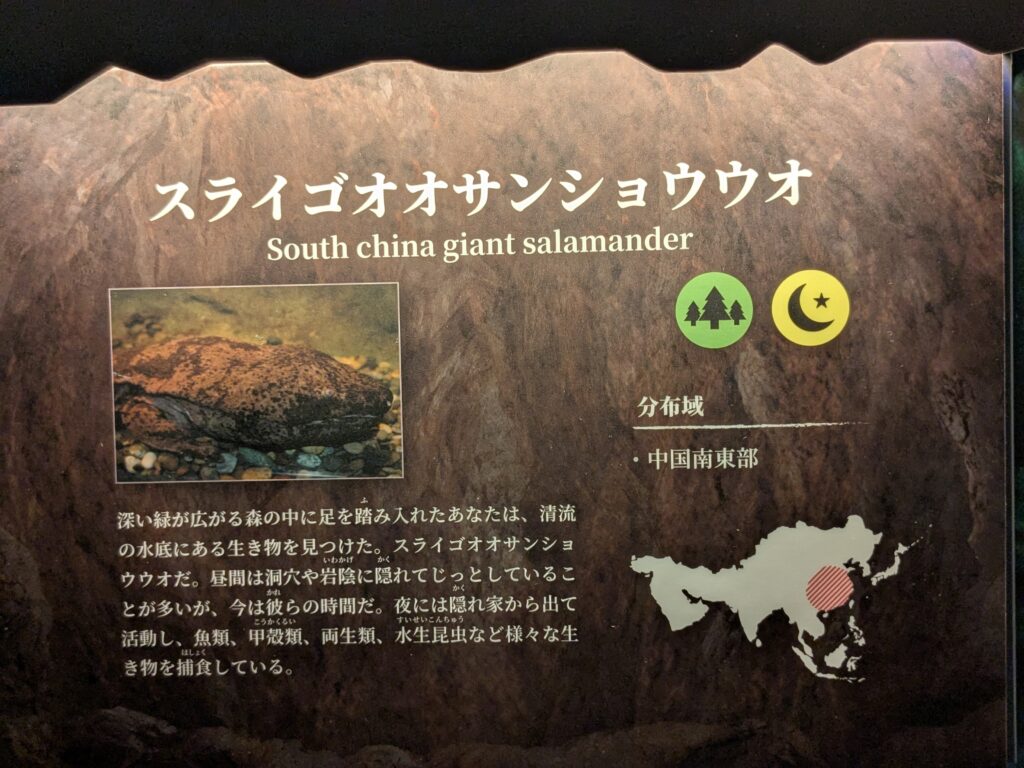 スライゴオオサンショウウオ
South china giant salamander
分布域
・中国南東部
深い緑が広がる森の中に足を踏み入れたあなたは、清流
の水底にある生き物を見つけた。スライゴオオサンショ
ウウオだ。昼間は洞穴や岩陰に隠れてじっとしているこ
とが多いが、今は彼らの時間だ。夜には隠れ家から出て
活動し、魚類、甲殻類、両生類、水生昆虫など様々な生
き物を捕食している。